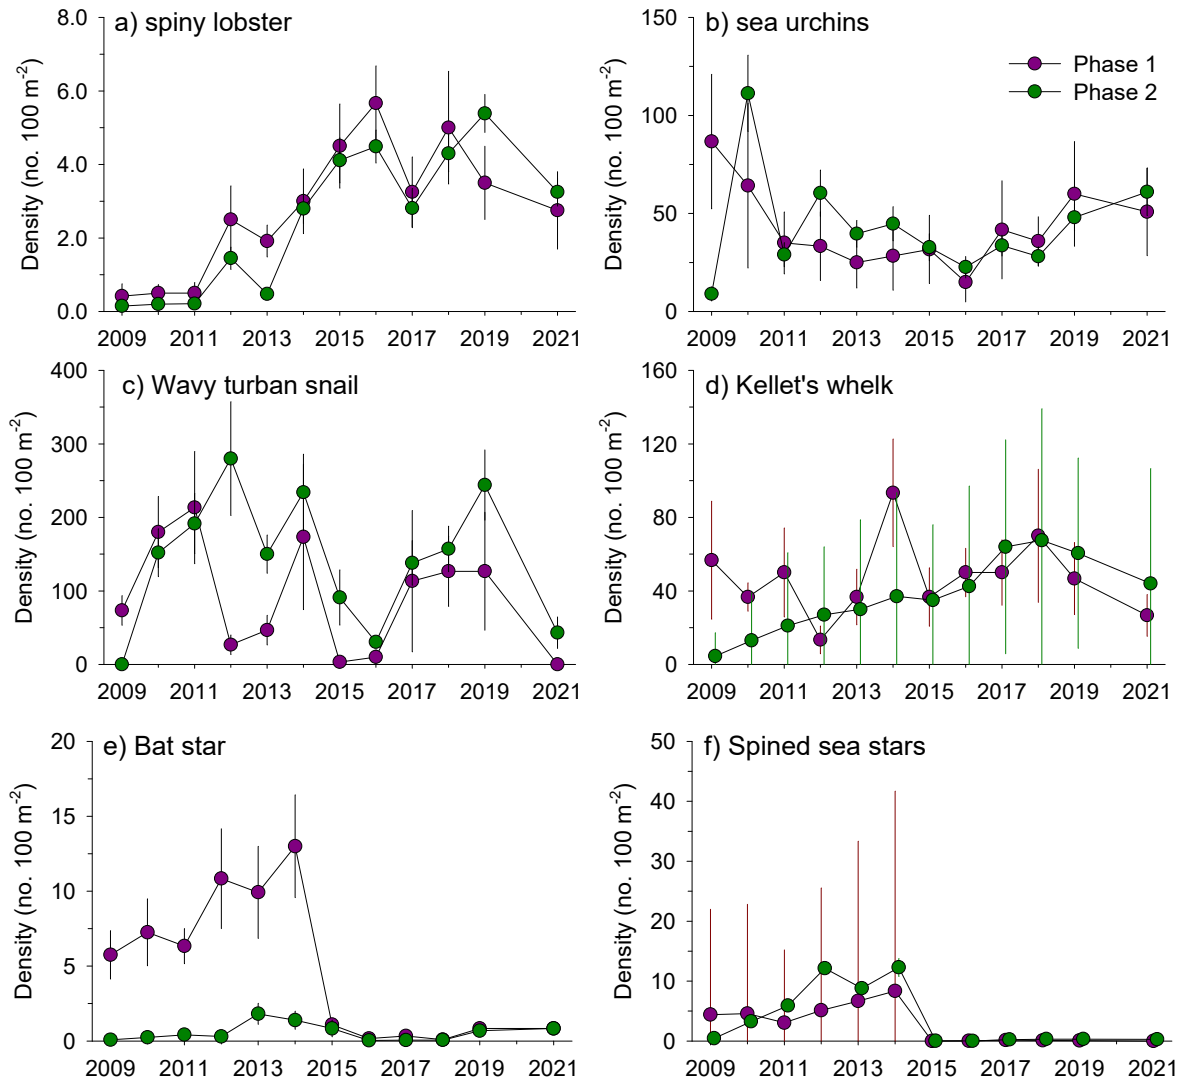 a) spiny lobster
Density (no. 100 m⁻²)
8.0
6.0
4.0
2.0
0.0
2009 2011 2013 2015 2017 2019 2021
b) sea urchins
Phase 1
Phase 2
Density (no. 100 m⁻²)
150
100
50
0
2009 2011 2013 2015 2017 2019 2021
c) Wavy turban snail
Density (no. 100 m⁻²)
400
300
200
100
0
2009 2011 2013 2015 2017 2019 2021
d) Kellet's whelk
Density (no. 100 m⁻²)
160
120
80
40
0
2009 2011 2013 2015 2017 2019 2021
e) Bat star
Density (no. 100 m⁻²)
20
15
10
5
0
2009 2011 2013 2015 2017 2019 2021
f) Spined sea stars
Density (no. 100 m⁻²)
50
40
30
20
10
0
2009 2011 2013 2015 2017 2019 2021